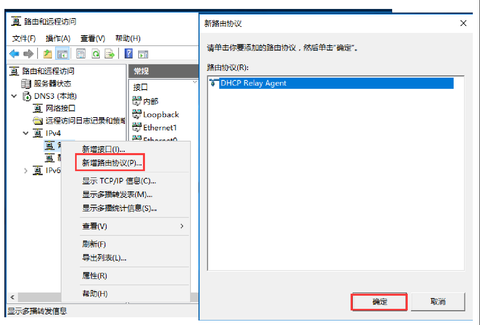 路由和远程访问
文件(F) 操作(A) 查看(V) 帮助(H)
路由和远程访问
服务器状态
DNS3 (本地)
网络接口
远程访问日志记录和策略
IPv4
IPv6
常规
接口
内部
Loopback
Ethernet1
Ethernet0
新增接口(I)...
新增路由协议(P)...
显示 TCP/IP 信息(C)...
显示多播转发表(M)...
显示多播统计信息(S)...
查看(V)
刷新(F)
导出列表(L)...
属性(R)
帮助(H)
显示多播转发信息
新路由协议
请单击你要添加的路由协议，然后单击"确定"。
路由协议(R):
DHCP Relay Agent
确定
取消